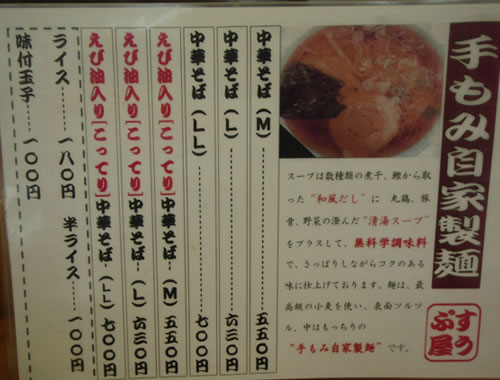 手もみ自家製麺
すうぷ屋
スープは数種類の煮干、鰹から取
った "和風だし" に 丸鶏、豚
骨、野菜の澄んだ "清湯スープ"
をプラスして、無科学調味料
で、さっぱりしながらコクのある
味に仕上げております。麺は、最
高級の小麦を使い、表面ツルツ
ル、中はもっちりの
"手もみ自家製麺" です。
中華そば(M) 五五〇円
中華そば(L) 六三〇円
中華そば(LL) 七〇〇円
えび油入り[こってり]中華そば(M) 五五〇円
えび油入り[こってり]中華そば(L) 六三〇円
えび油入り[こってり]中華そば(LL) 七〇〇円
ライス 一八〇円 半ライス 一〇〇円
味付玉子 一〇〇円